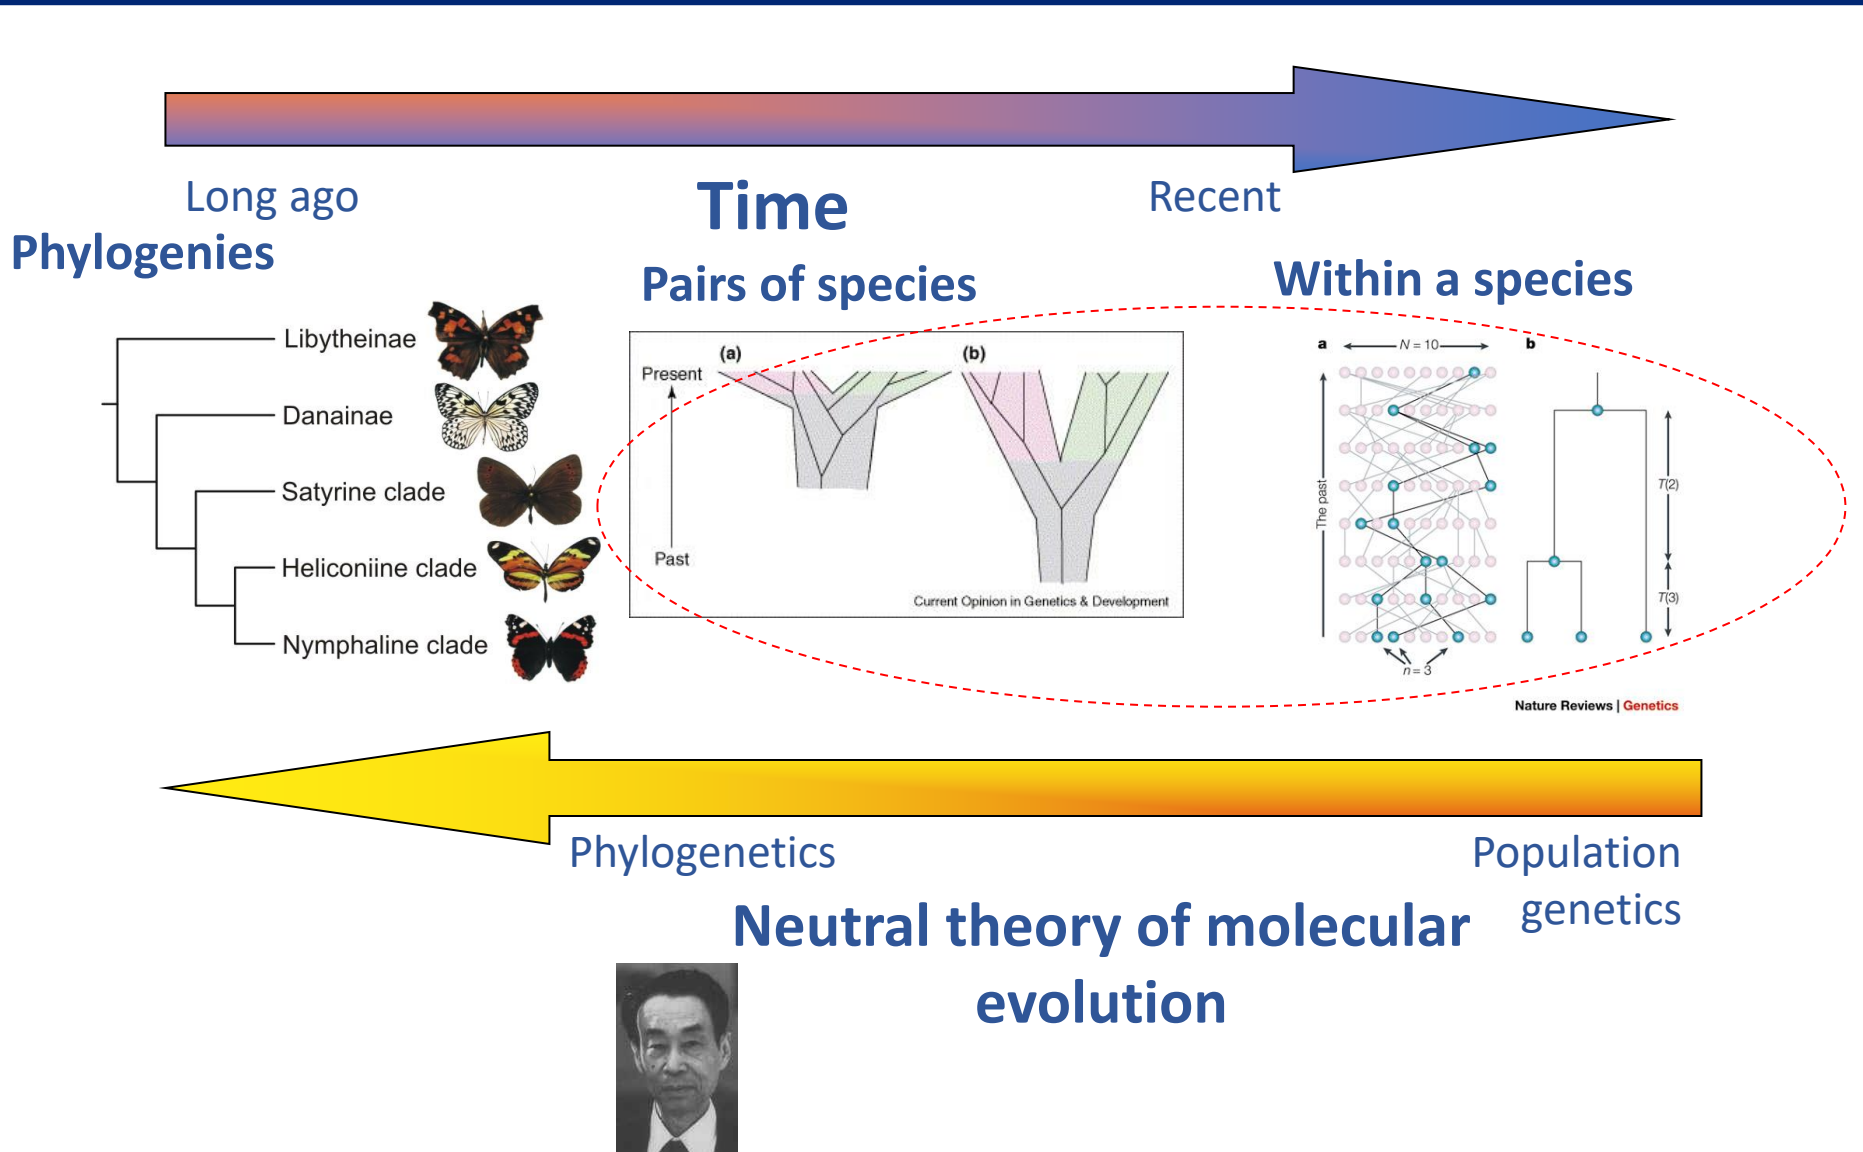 Long ago
Time
Recent
Phylogenies
Pairs of species
Within a species
Libytheinae
Danainae
Satyrine clade
Heliconiine clade
Nymphaline clade
(a)
(b)
Present
Past
Current Opinion in Genetics & Development
a
N = 10
b
The past
T(2)
T(3)
n = 3
Nature Reviews | Genetics
Phylogenetics
Population
genetics
Neutral theory of molecular
evolution